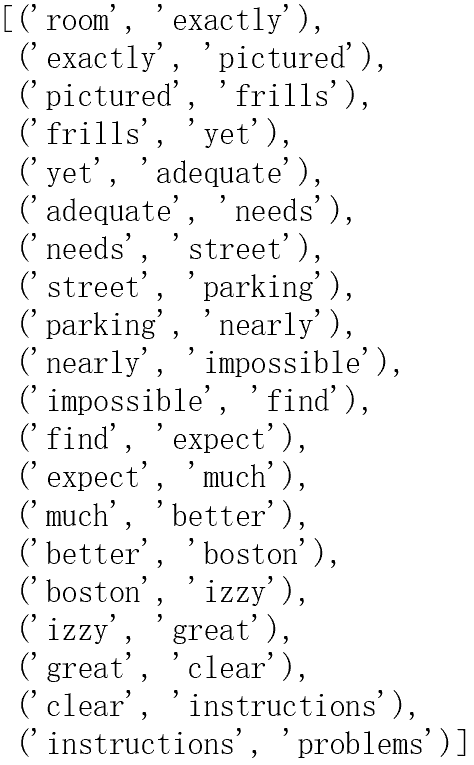 [('room', 'exactly'),
('exactly', 'pictured'),
('pictured', 'frills'),
('frills', 'yet'),
('yet', 'adequate'),
('adequate', 'needs'),
('needs', 'street'),
('street', 'parking'),
('parking', 'nearly'),
('nearly', 'impossible'),
('impossible', 'find'),
('find', 'expect'),
('expect', 'much'),
('much', 'better'),
('better', 'boston'),
('boston', 'izzy'),
('izzy', 'great'),
('great', 'clear'),
('clear', 'instructions'),
('instructions', 'problems')]